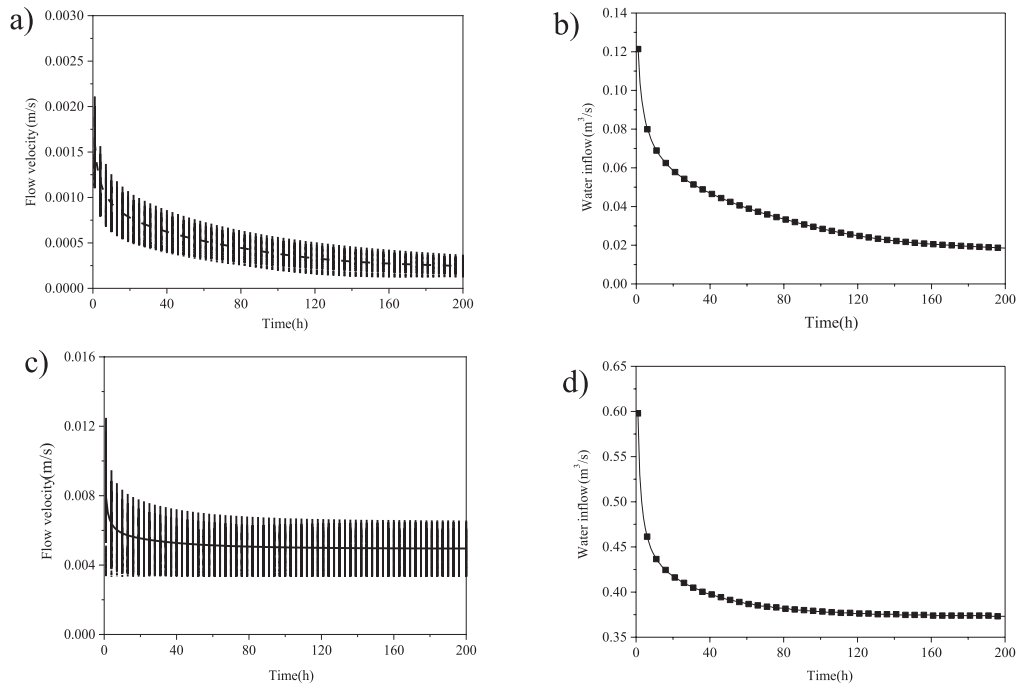 a)
0.0030
0.0025
0.0020
0.0015
0.0010
0.0005
0.0000
Flow velocity(m/s)
0 40 80 120 160 200
Time(h)
b)
0.14
0.12
0.10
0.08
0.06
0.04
0.02
0.00
Water inflow(m³/s)
0 40 80 120 160 200
Time(h)
c)
0.016
0.012
0.008
0.004
0.000
Flow velocity(m/s)
0 40 80 120 160 200
Time(h)
d)
0.65
0.60
0.55
0.50
0.45
0.40
0.35
Water inflow(m³/s)
0 40 80 120 160 200
Time(h)